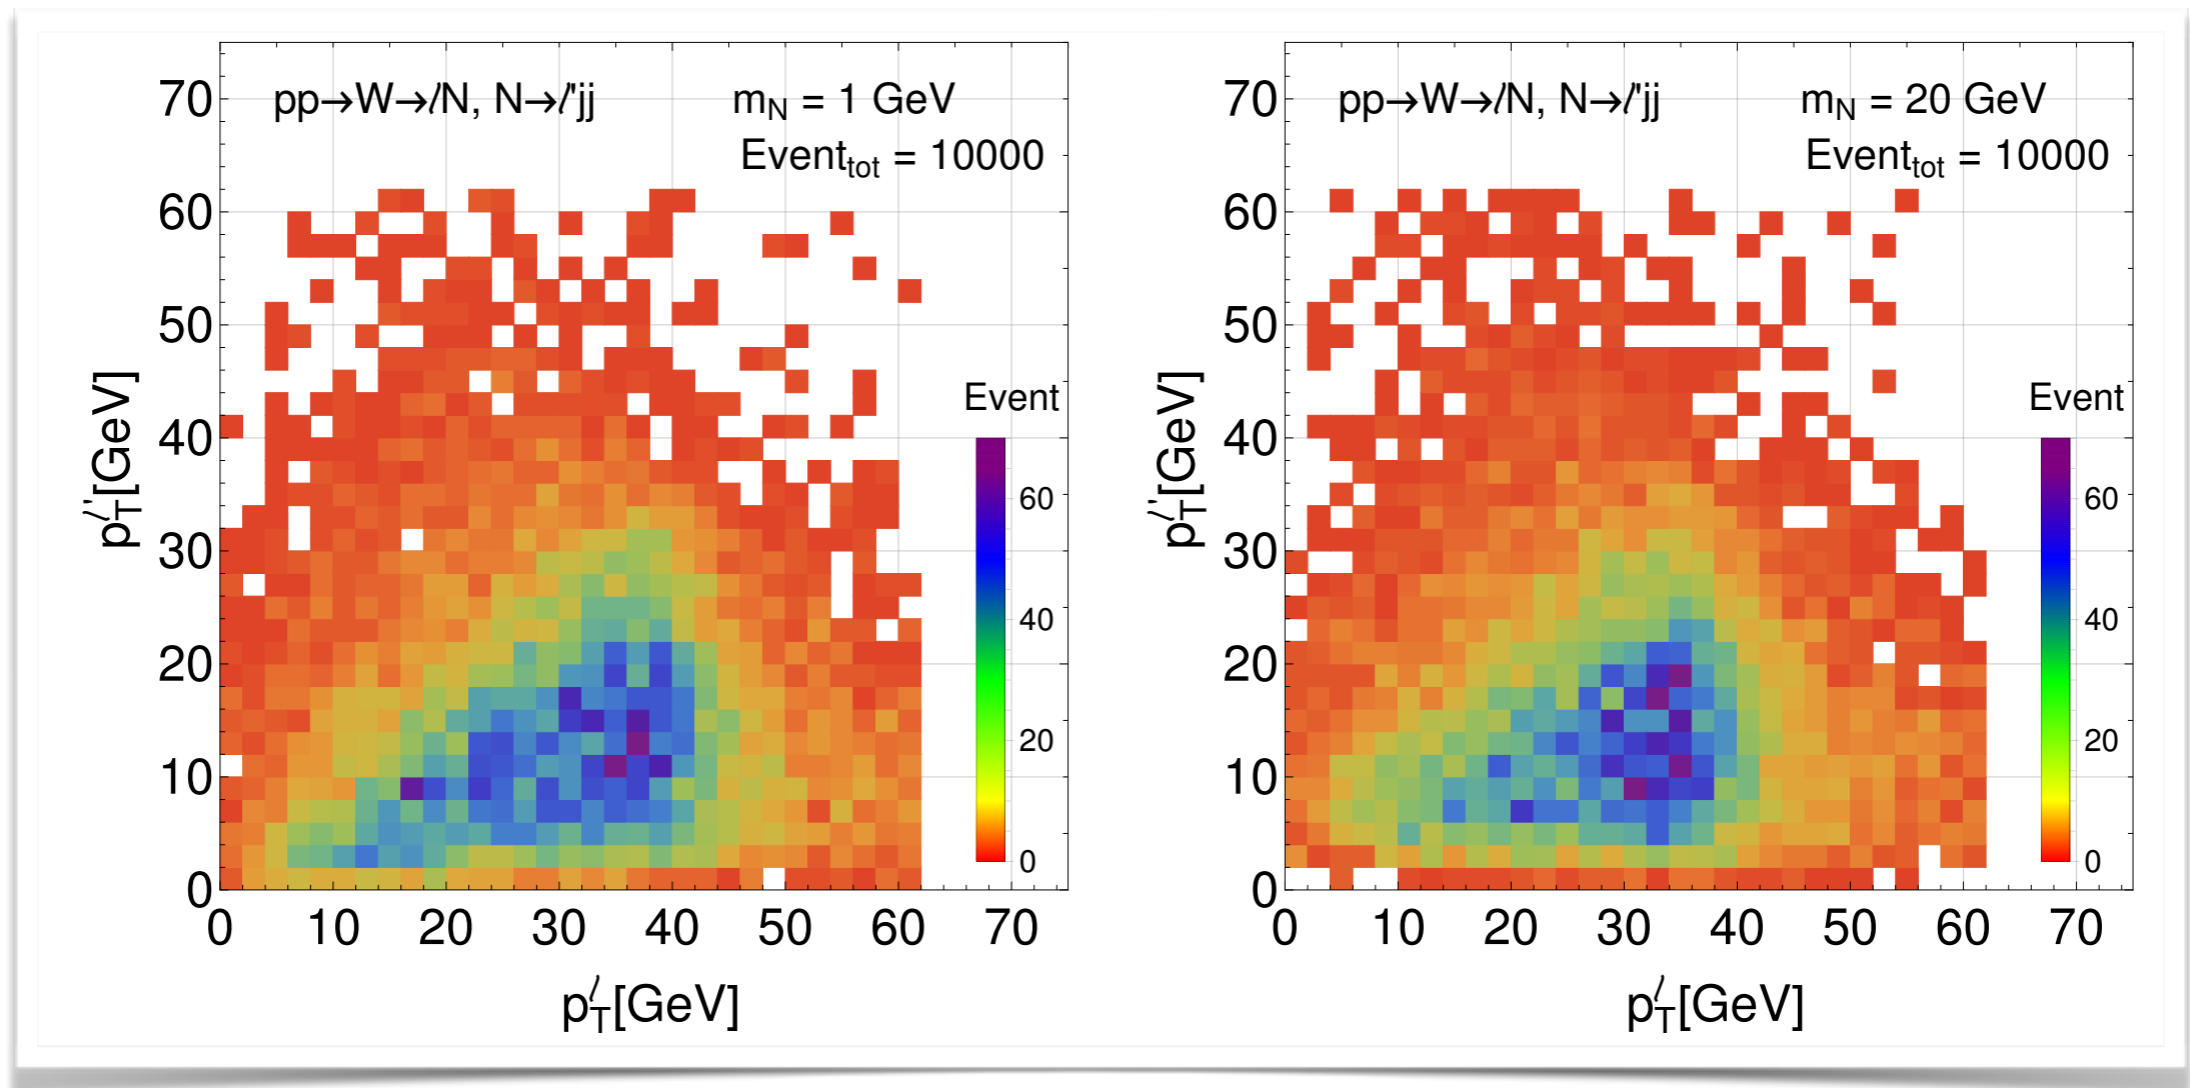 pp→W→ℓN, N→ℓ'jj
m_N = 1 GeV
Event_tot = 10000
70
60
50
40
30
20
10
0
p_T^ℓ'[GeV]
Event
60
40
20
0
0 10 20 30 40 50 60 70
p_T^ℓ[GeV]
pp→W→ℓN, N→ℓ'jj
m_N = 20 GeV
Event_tot = 10000
70
60
50
40
30
20
10
0
p_T^ℓ'[GeV]
Event
60
40
20
0
0 10 20 30 40 50 60 70
p_T^ℓ[GeV]